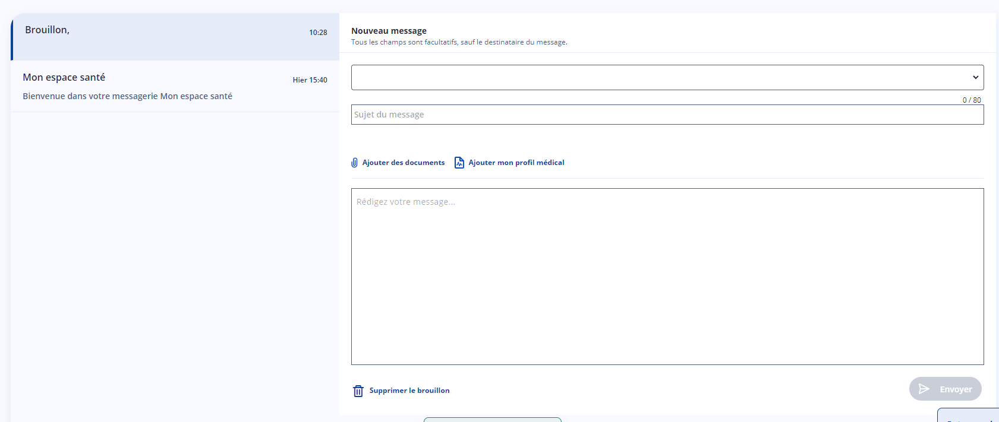 Brouillon,
10:28
Mon espace santé
Hier 15:40
Bienvenue dans votre messagerie Mon espace santé
Nouveau message
Tous les champs sont facultatifs, sauf le destinataire du message.
0 / 80
Sujet du message
Ajouter des documents
Ajouter mon profil médical
Rédigez votre message...
Supprimer le brouillon
Envoyer